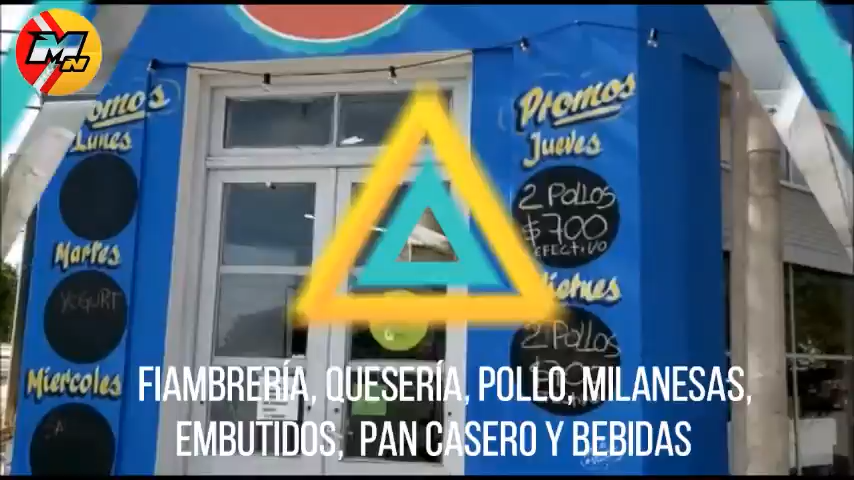 MN
Promos
Lunes
Martes
YOGURT
Miercoles
Promos
Jueves
2 POLLOS
$700
EFECTIVO
Viernes
2 POLLOS
FIAMBRERÍA, QUESERÍA, POLLO, MILANESAS,
EMBUTIDOS, PAN CASERO Y BEBIDAS